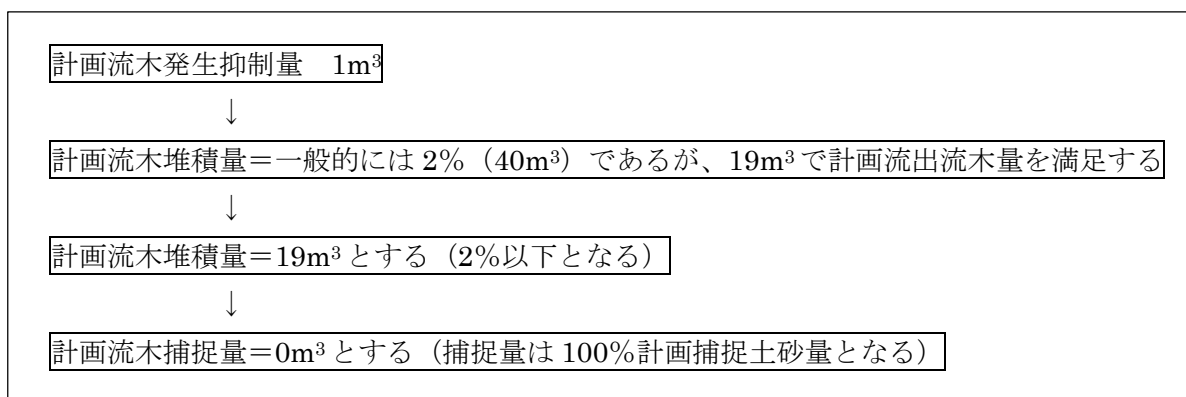 計画流木発生抑制量　1m³
↓
計画流木堆積量＝一般的には 2％（40m³）であるが、19m³で計画流出流木量を満足する
↓
計画流木堆積量＝19m³とする（2％以下となる）
↓
計画流木捕捉量＝0m³とする（捕捉量は 100％計画捕捉土砂量となる）